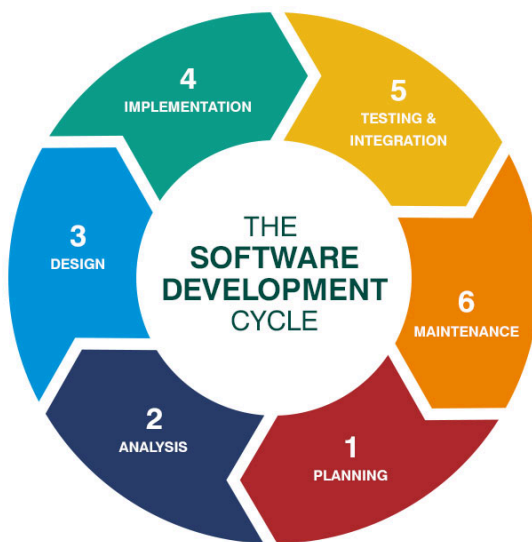 THE
SOFTWARE
DEVELOPMENT
CYCLE
1
PLANNING
2
ANALYSIS
3
DESIGN
4
IMPLEMENTATION
5
TESTING &
INTEGRATION
6
MAINTENANCE